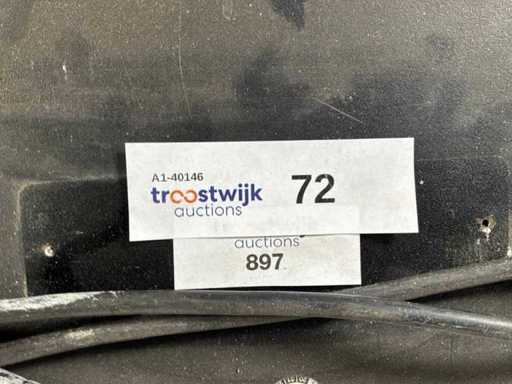 A1-40146
troostwijk 72
auctions
auctions
897